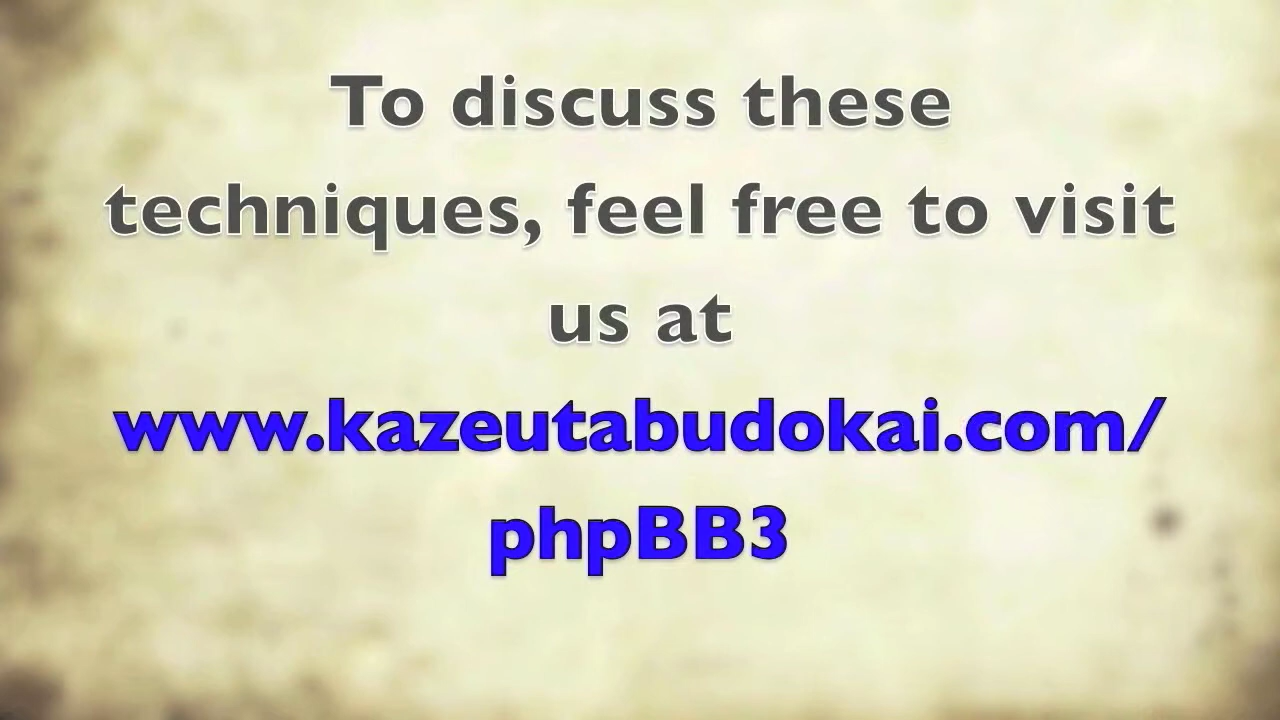 To discuss these
techniques, feel free to visit
us at
www.kazeutabudokai.com/
phpBB3